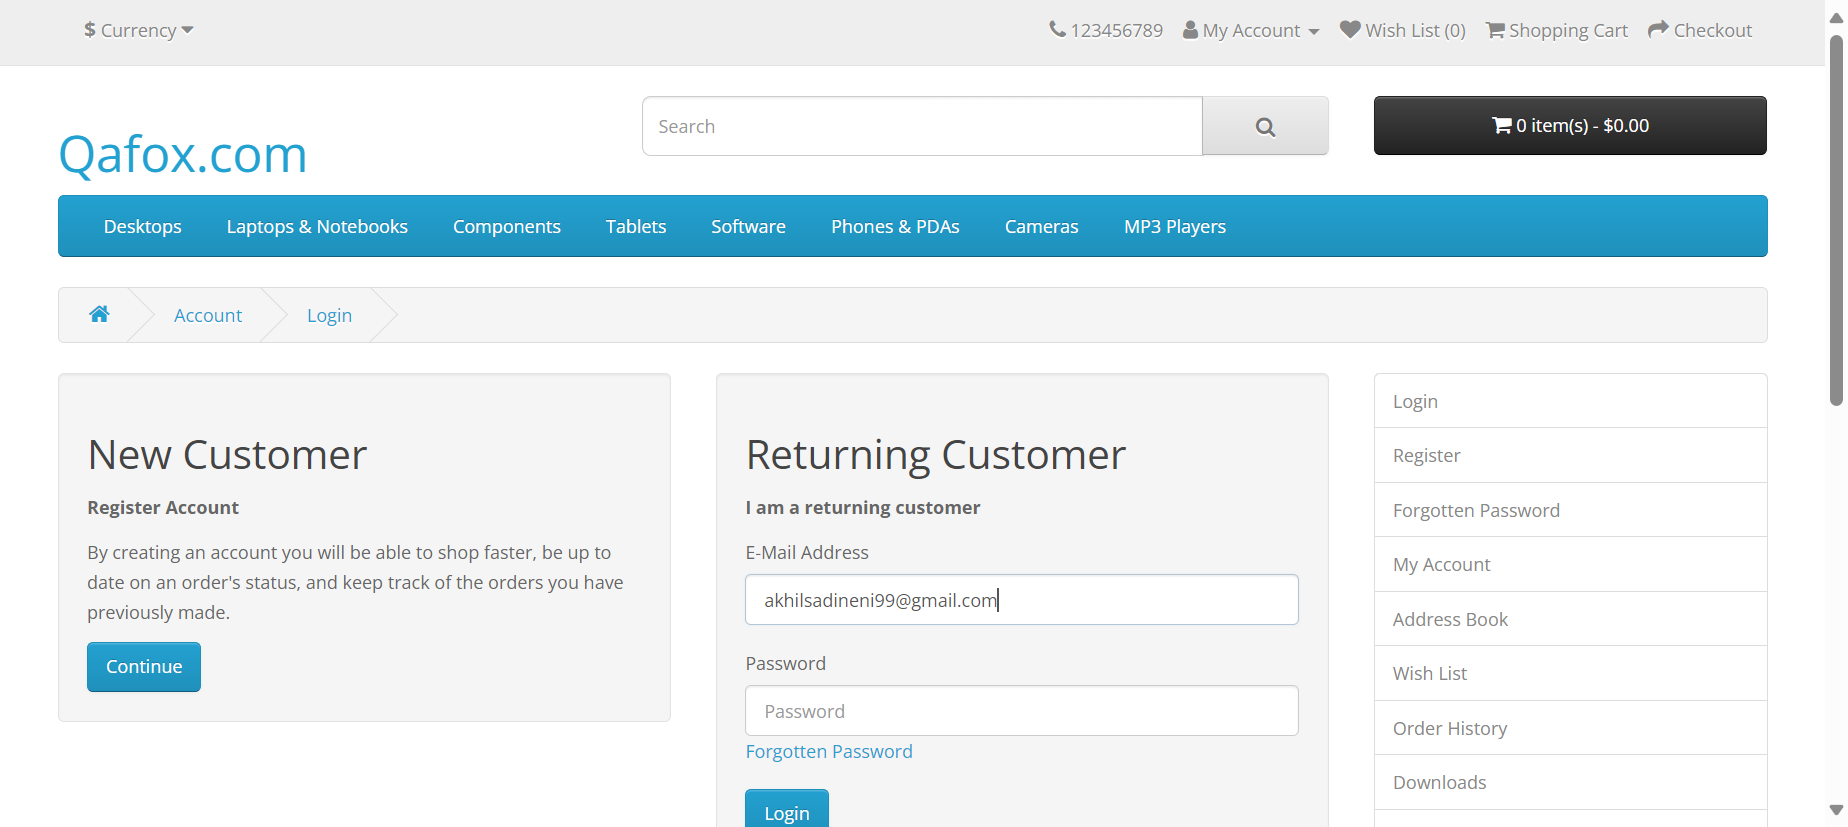 $ Currency
123456789 My Account Wish List (0) Shopping Cart Checkout
Qafox.com
Search
0 item(s) - $0.00
Desktops Laptops & Notebooks Components Tablets Software Phones & PDAs Cameras MP3 Players
Account Login
New Customer
Register Account
By creating an account you will be able to shop faster, be up to
date on an order's status, and keep track of the orders you have
previously made.
Continue
Returning Customer
I am a returning customer
E-Mail Address
akhilsadineni99@gmail.com
Password
Password
Forgotten Password
Login
Login
Register
Forgotten Password
My Account
Address Book
Wish List
Order History
Downloads